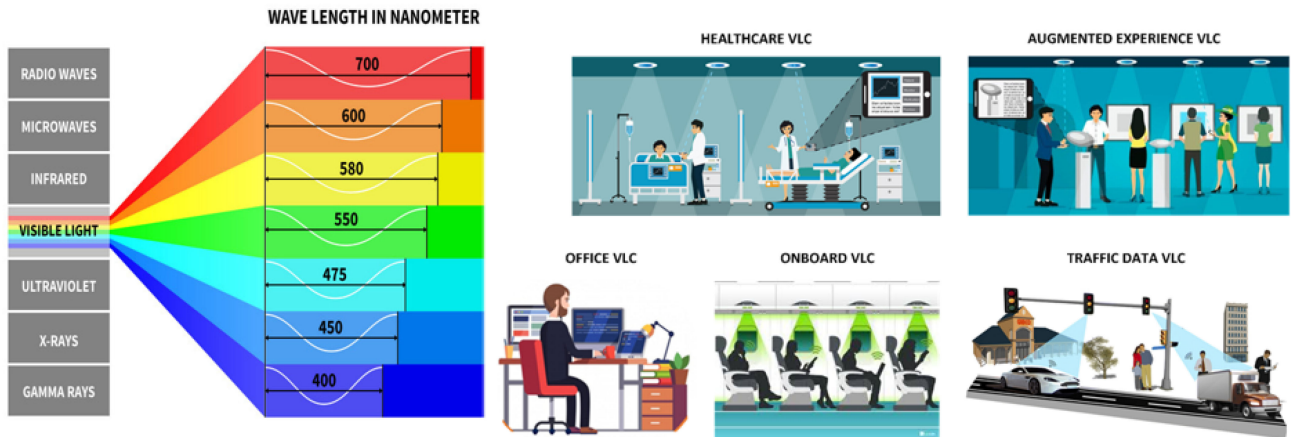 WAVE LENGTH IN NANOMETER
RADIO WAVES
MICROWAVES
INFRARED
VISIBLE LIGHT
ULTRAVIOLET
X-RAYS
GAMMA RAYS
700
600
580
550
475
450
400
HEALTHCARE VLC
AUGMENTED EXPERIENCE VLC
OFFICE VLC
ONBOARD VLC
TRAFFIC DATA VLC